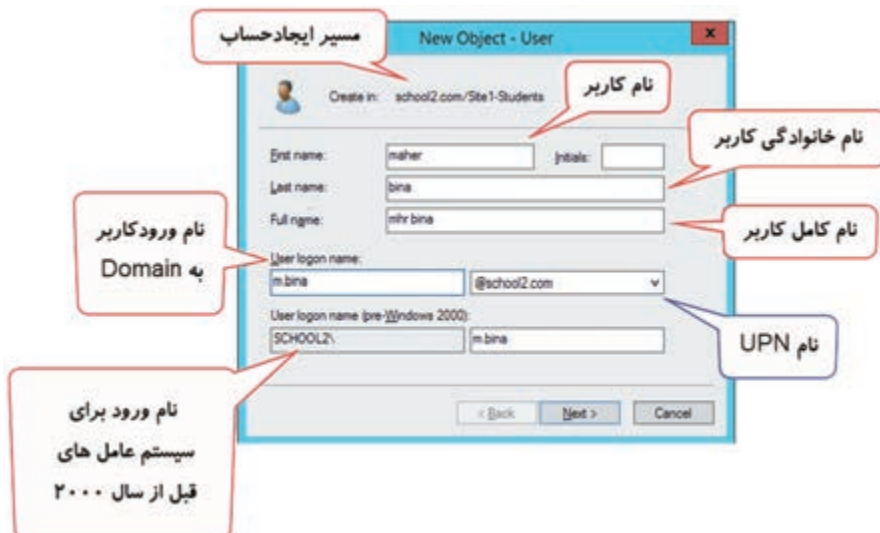 مسیر ایجادحساب
New Object - User
x
Create in: school2.com/Site1-Students
نام کاربر
First name: maher Initials:
نام خانوادگی کاربر
Last name: bina
Full name: mhr bina
نام کامل کاربر
نام ورودکاربر
به Domain
User logon name:
m.bina @school2.com
نام UPN
User logon name (pre-Windows 2000):
SCHOOL2\ m.bina
نام ورود برای
سیستم عامل های
قبل از سال ۲۰۰۰
< Back Next > Cancel